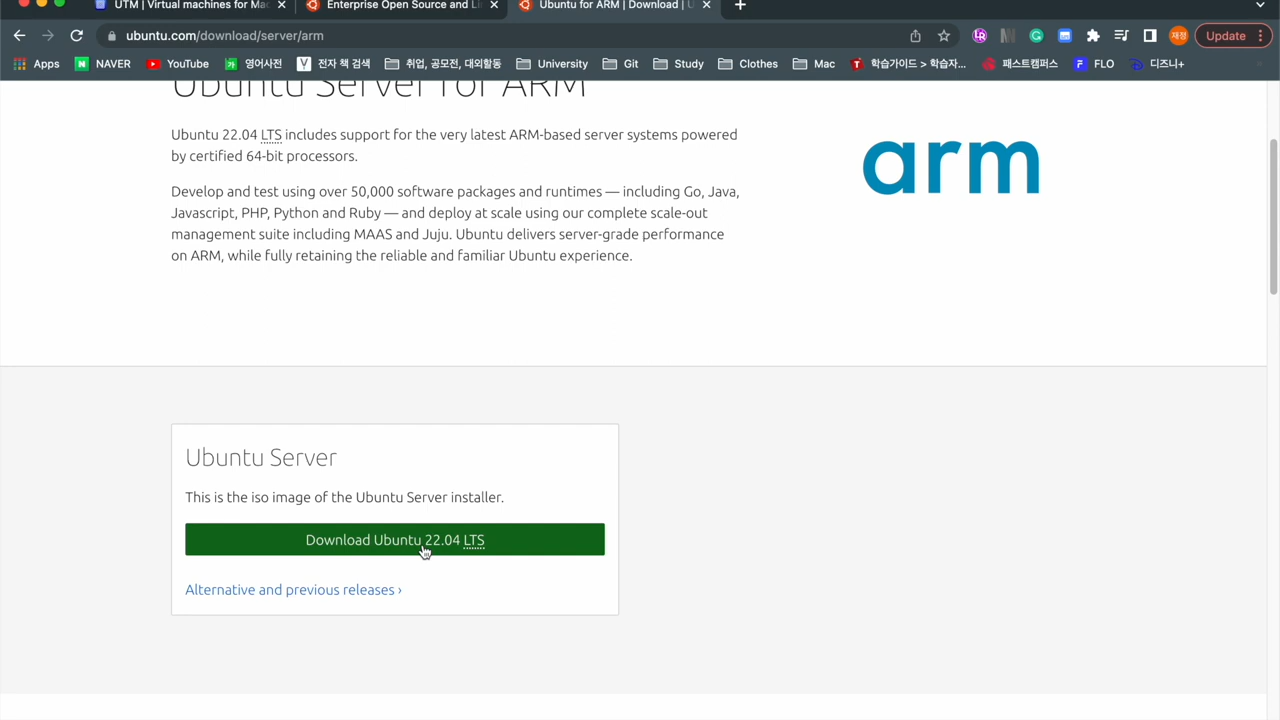 UTM | Virtual machines for Mac
Enterprise Open Source and Li
Ubuntu for ARM | Download | U
ubuntu.com/download/server/arm
Update
Apps
NAVER
YouTube
영어사전
전자 책 검색
취업, 공모전, 대외활동
University
Git
Study
Clothes
Mac
학습가이드 > 학습자...
패스트캠퍼스
FLO
디즈니+
Ubuntu Server for ARM
Ubuntu 22.04 LTS includes support for the very latest ARM-based server systems powered
by certified 64-bit processors.
Develop and test using over 50,000 software packages and runtimes — including Go, Java,
Javascript, PHP, Python and Ruby — and deploy at scale using our complete scale-out
management suite including MAAS and Juju. Ubuntu delivers server-grade performance
on ARM, while fully retaining the reliable and familiar Ubuntu experience.
arm
Ubuntu Server
This is the iso image of the Ubuntu Server installer.
Download Ubuntu 22.04 LTS
Alternative and previous releases ›